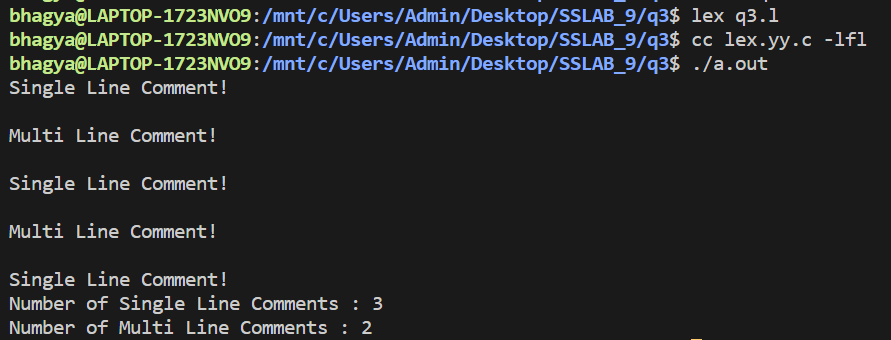 bhagya@LAPTOP-1723NVO9:/mnt/c/Users/Admin/Desktop/SSLAB_9/q3$ lex q3.l
bhagya@LAPTOP-1723NVO9:/mnt/c/Users/Admin/Desktop/SSLAB_9/q3$ cc lex.yy.c -lfl
bhagya@LAPTOP-1723NVO9:/mnt/c/Users/Admin/Desktop/SSLAB_9/q3$ ./a.out
Single Line Comment!
Multi Line Comment!
Single Line Comment!
Multi Line Comment!
Single Line Comment!
Number of Single Line Comments : 3
Number of Multi Line Comments : 2